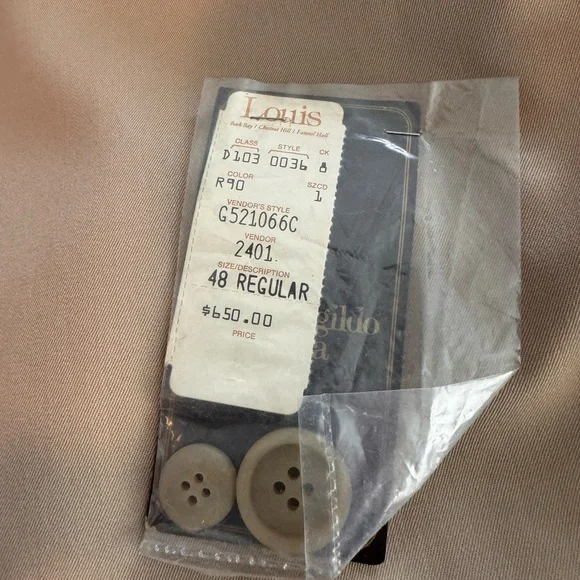 Louis
Back Bay / Chestnut Hill / Faneuil Hall
CLASS STYLE CK
D103 0036 8
COLOR SZCD
R90 1
VENDOR'S STYLE
G521066C
VENDOR
2401
SIZE/DESCRIPTION
48 REGULAR
$650.00
PRICE
gildo
a